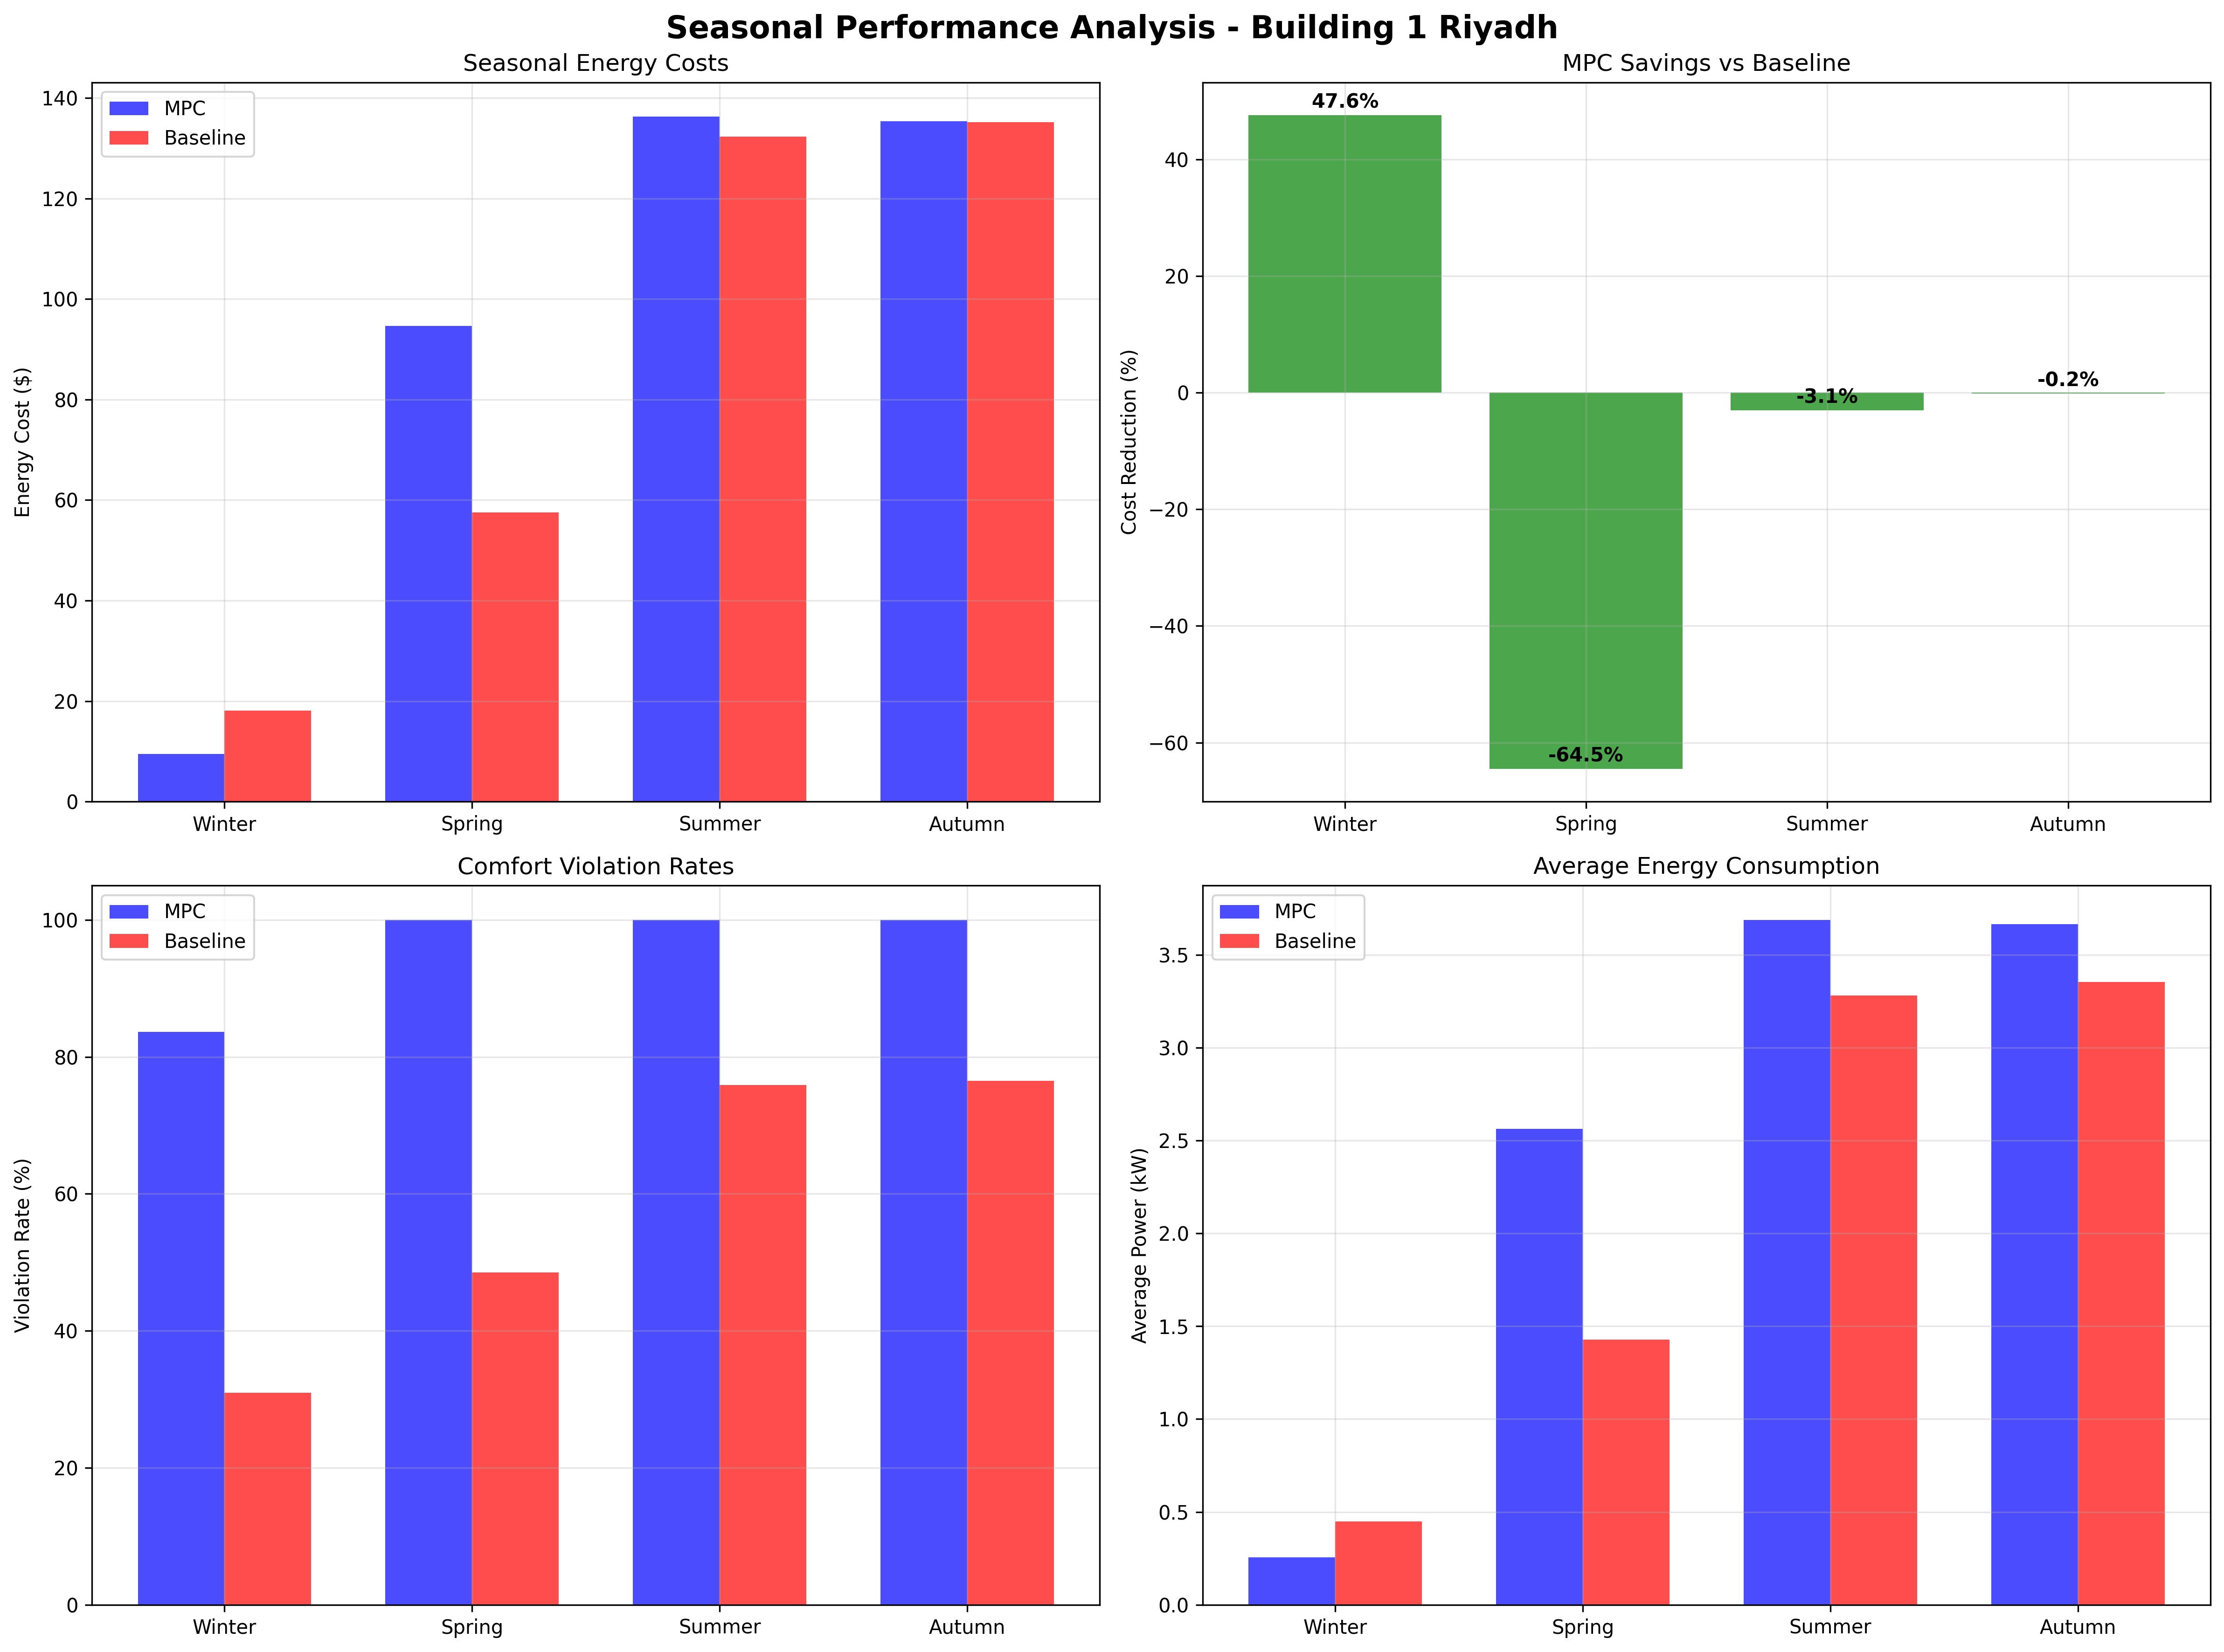 Seasonal Performance Analysis - Building 1 Riyadh
Seasonal Energy Costs
MPC
Baseline
Energy Cost ($)
140
120
100
80
60
40
20
0
Winter
Spring
Summer
Autumn
MPC Savings vs Baseline
Cost Reduction (%)
40
20
0
−20
−40
−60
47.6%
-64.5%
-3.1%
-0.2%
Winter
Spring
Summer
Autumn
Comfort Violation Rates
MPC
Baseline
Violation Rate (%)
100
80
60
40
20
0
Winter
Spring
Summer
Autumn
Average Energy Consumption
MPC
Baseline
Average Power (kW)
3.5
3.0
2.5
2.0
1.5
1.0
0.5
0.0
Winter
Spring
Summer
Autumn